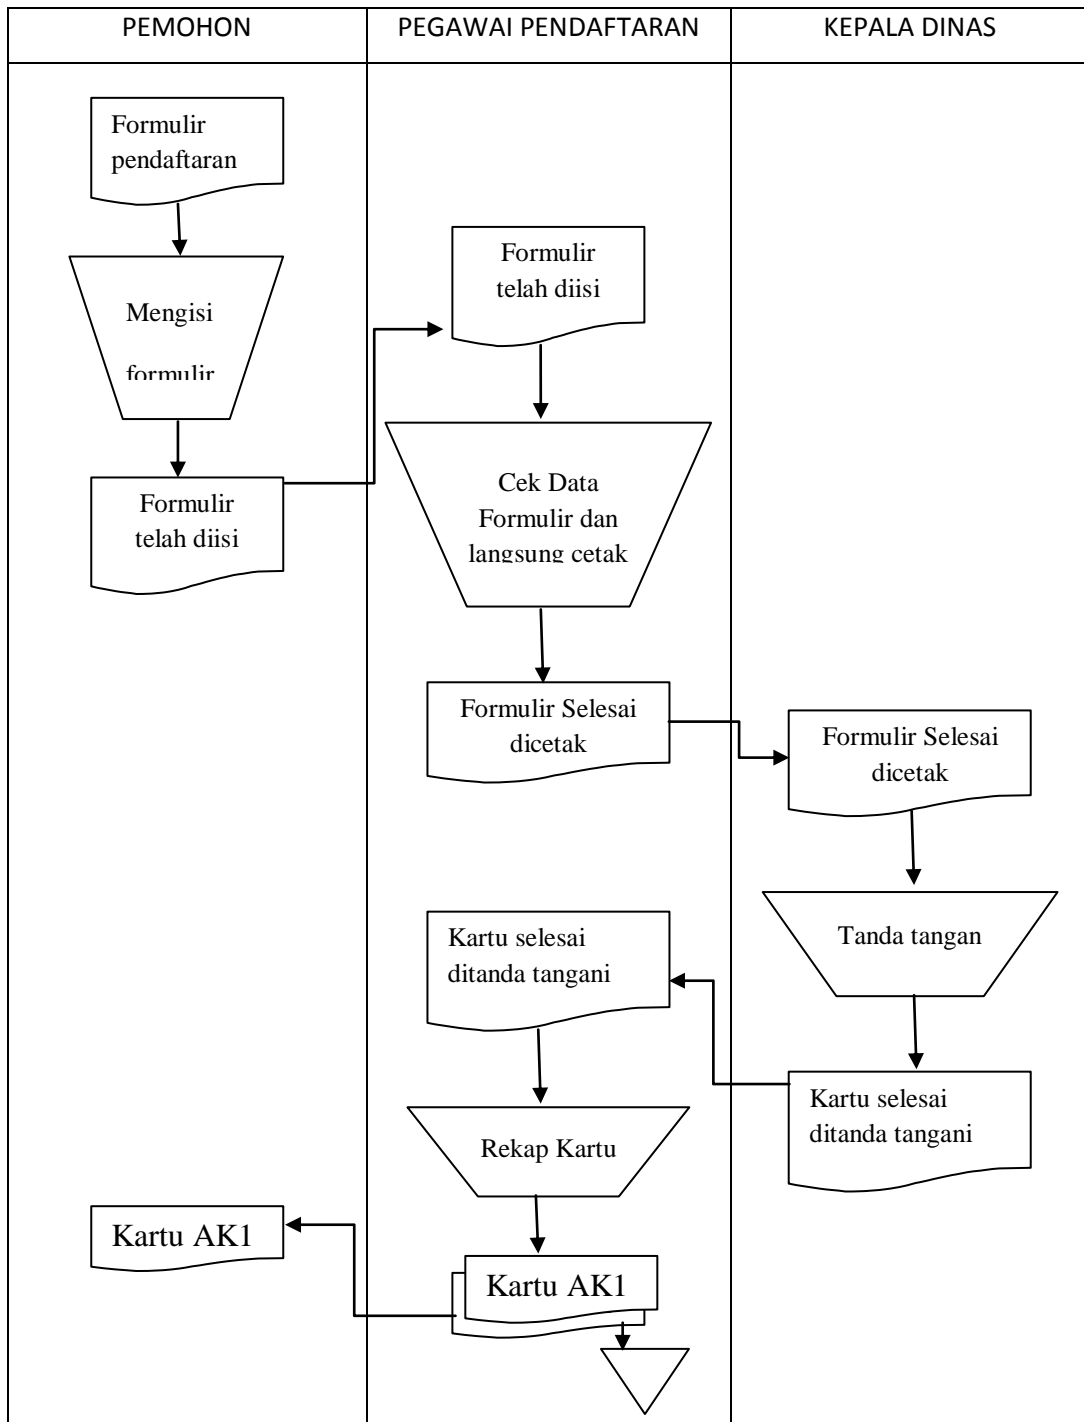 PEMOHON
PEGAWAI PENDAFTARAN
KEPALA DINAS
Formulir
pendaftaran
Mengisi
formulir
Formulir
telah diisi
Formulir
telah diisi
Cek Data
Formulir dan
langsung cetak
Formulir Selesai
dicetak
Formulir Selesai
dicetak
Tanda tangan
Kartu selesai
ditanda tangani
Kartu selesai
ditanda tangani
Rekap Kartu
Kartu AK1
Kartu AK1